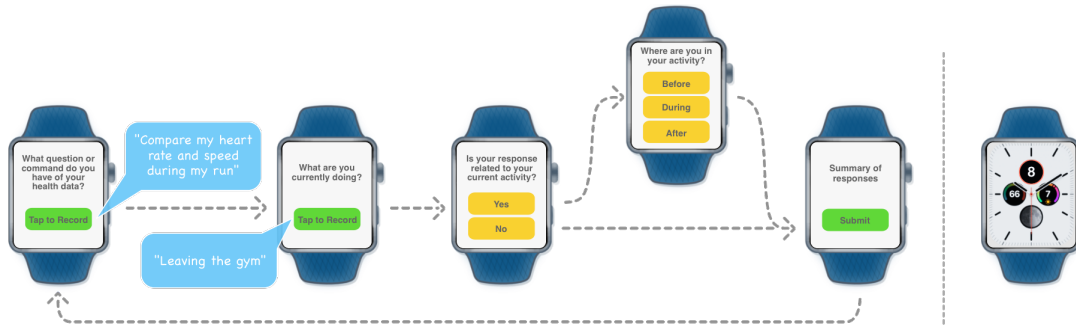 What question or
command do you
have of your
health data?
Tap to Record
"Compare my heart
rate and speed
during my run"
What are you
currently doing?
Tap to Record
"Leaving the gym"
Is your response
related to your
current activity?
Yes
No
Where are you in
your activity?
Before
During
After
Summary of
responses
Submit
8
66
7